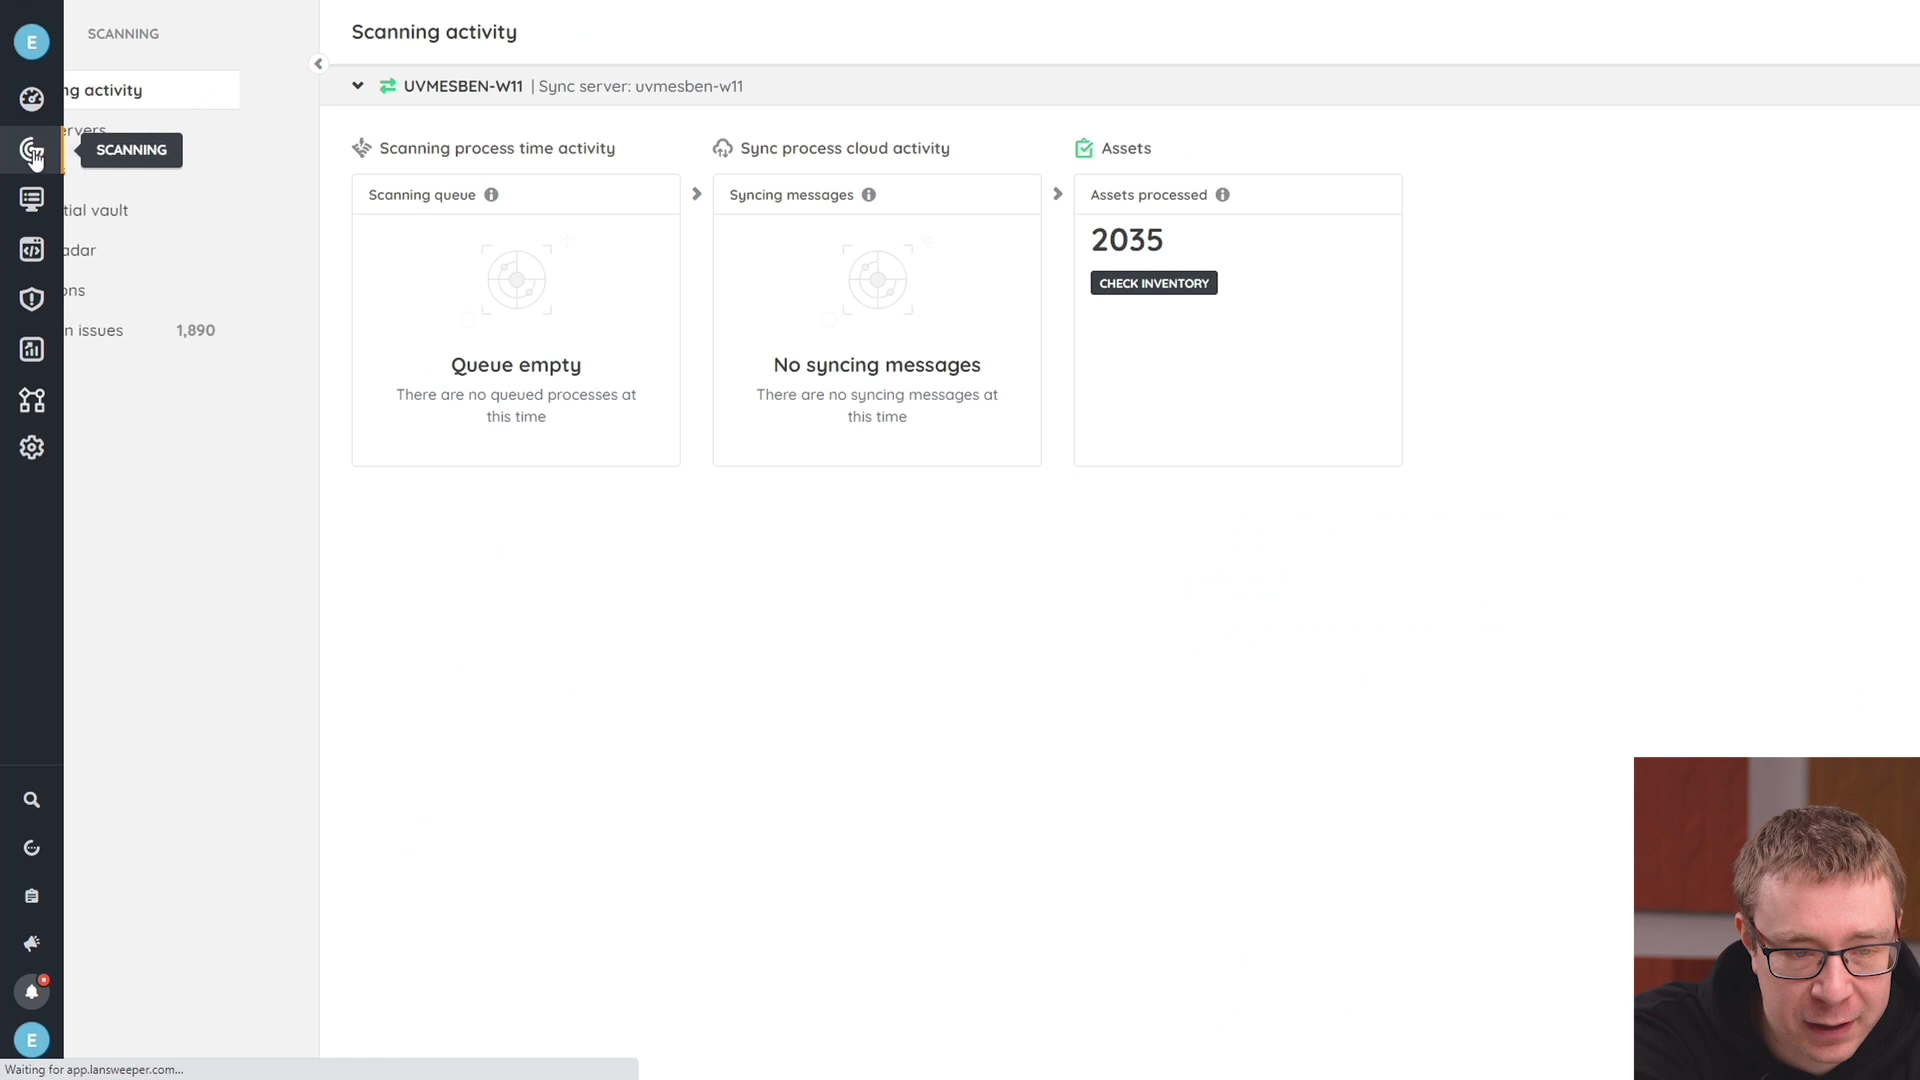 E
SCANNING
Scanning activity
UVMESBEN-W11 | Sync server: uvmesben-w11
ng activity
ervers
SCANNING
tial vault
adar
ons
n issues 1,890
Scanning process time activity
Scanning queue
Queue empty
There are no queued processes at
this time
Sync process cloud activity
Syncing messages
No syncing messages
There are no syncing messages at
this time
Assets
Assets processed
2035
CHECK INVENTORY
E
Waiting for app.lansweeper.com...